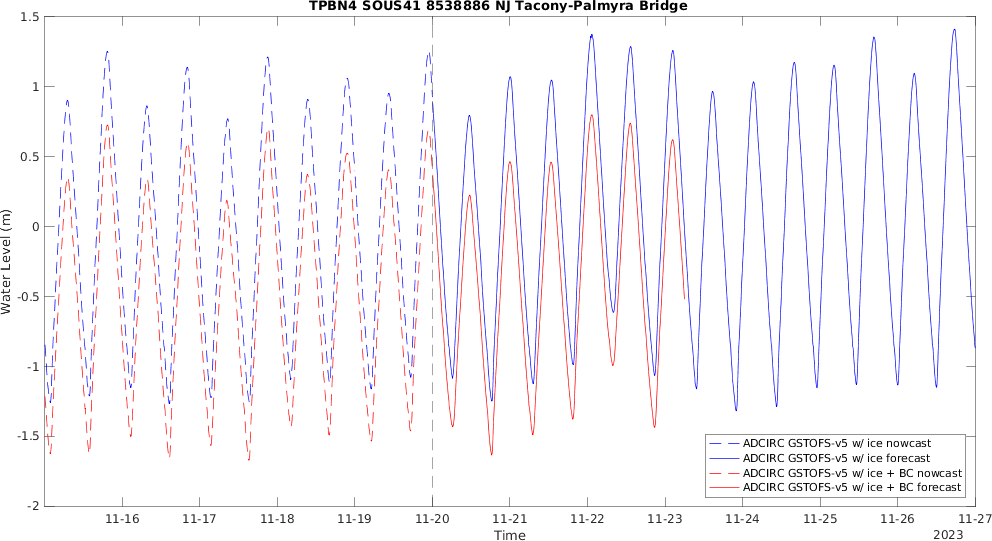 TPBN4 SOUS41 8538886 NJ Tacony-Palmyra Bridge
1.5
1
0.5
0
-0.5
-1
-1.5
-2
Water Level (m)
11-16 11-17 11-18 11-19 11-20 11-21 11-22 11-23 11-24 11-25 11-26 11-27
Time
2023
ADCIRC GSTOFS-v5 w/ ice nowcast
ADCIRC GSTOFS-v5 w/ ice forecast
ADCIRC GSTOFS-v5 w/ ice + BC nowcast
ADCIRC GSTOFS-v5 w/ ice + BC forecast